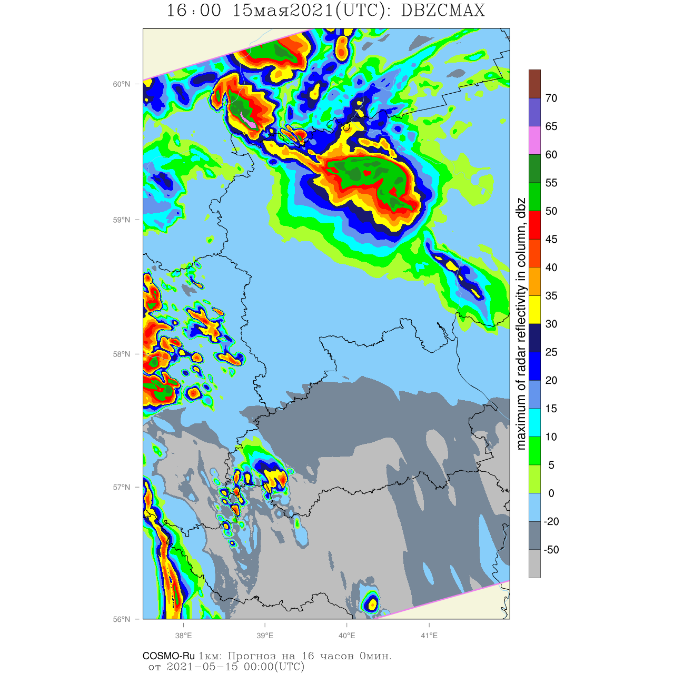 16:00 15мая2021(UTC): DBZCMAX
60°N
59°N
58°N
57°N
56°N
38°E 39°E 40°E 41°E
70
65
60
55
50
45
40
35
30
25
20
15
10
5
0
-20
-50
maximum of radar reflectivity in column, dbz
COSMO-Ru 1км: Прогноз на 16 часов 0мин.
от 2021-05-15 00:00(UTC)